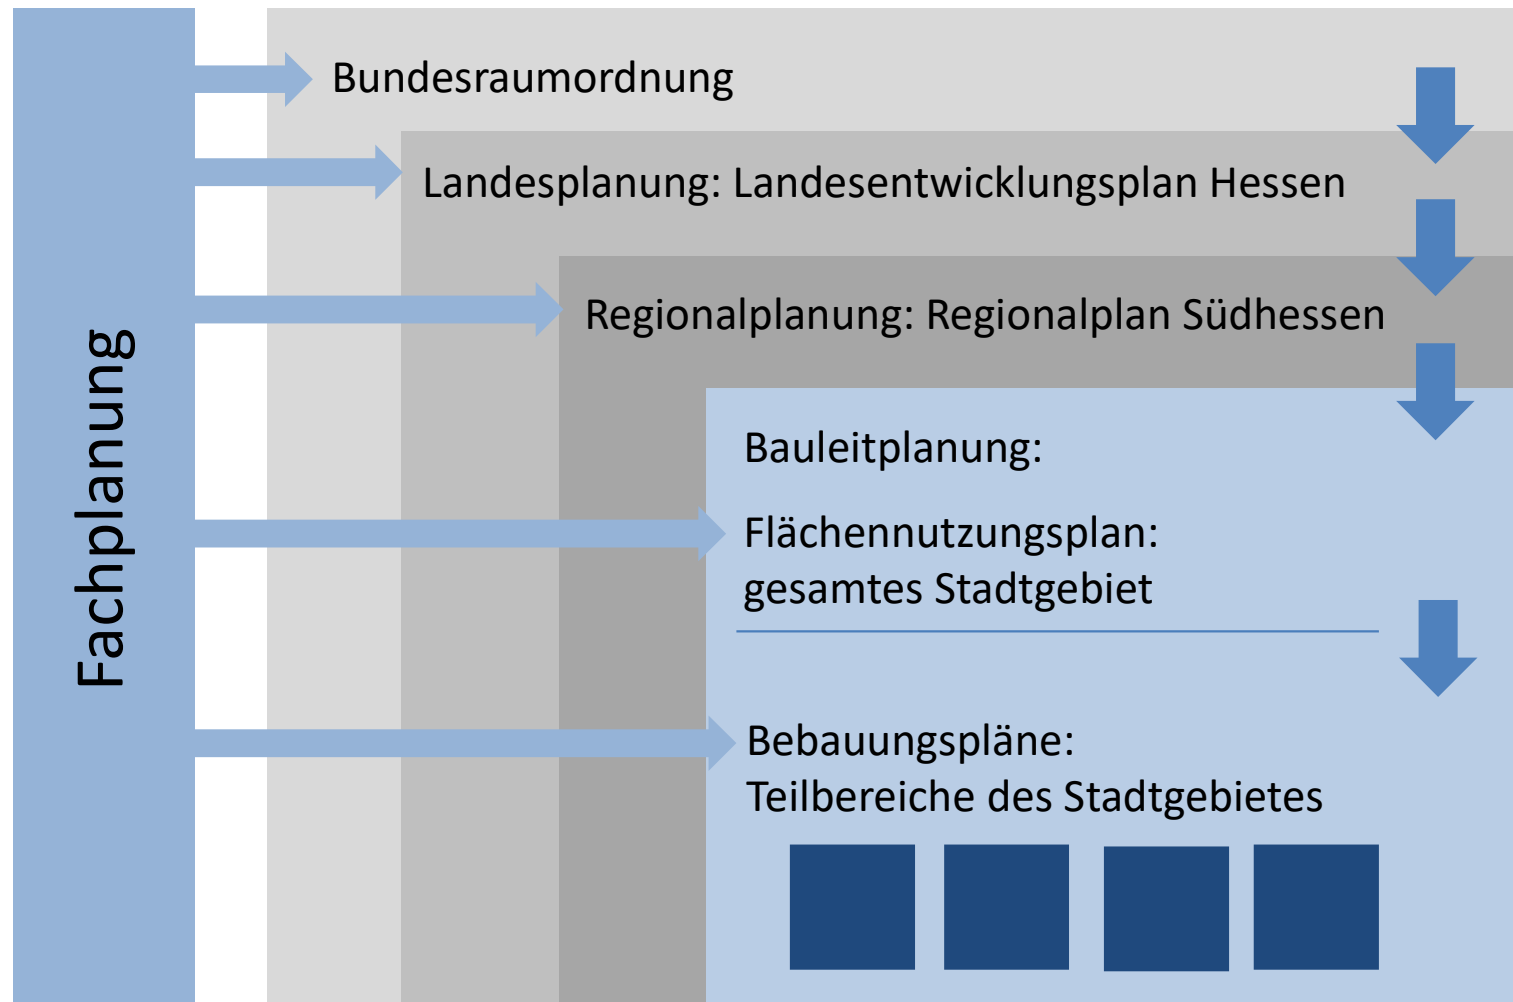 Fachplanung
Bundesraumordnung
Landesplanung: Landesentwicklungsplan Hessen
Regionalplanung: Regionalplan Südhessen
Bauleitplanung:
Flächennutzungsplan:
gesamtes Stadtgebiet
Bebauungspläne:
Teilbereiche des Stadtgebietes